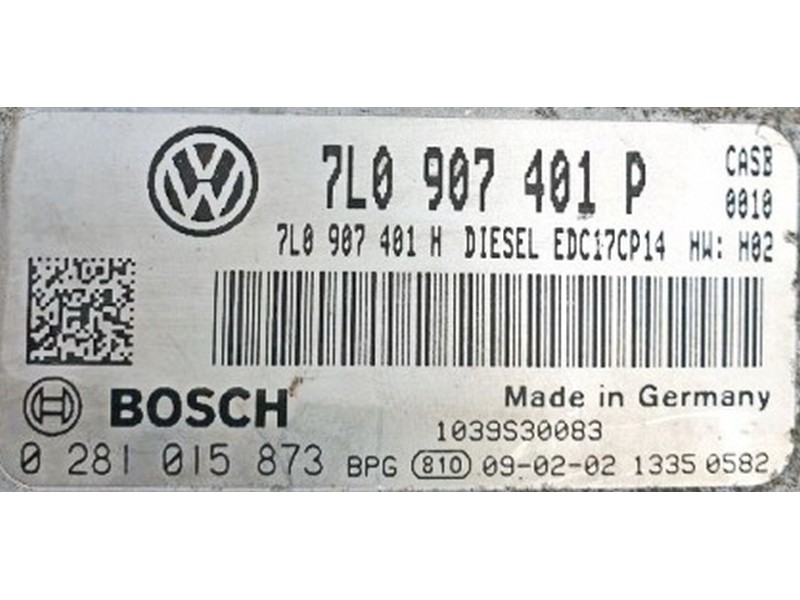 7L0 907 401 P CASB
0010
7L0 907 401 H DIESEL EDC17CP14 HW: H02
BOSCH
Made in Germany
1039S30083
0 281 015 873 BPG 810 09-02-02 1335 0582